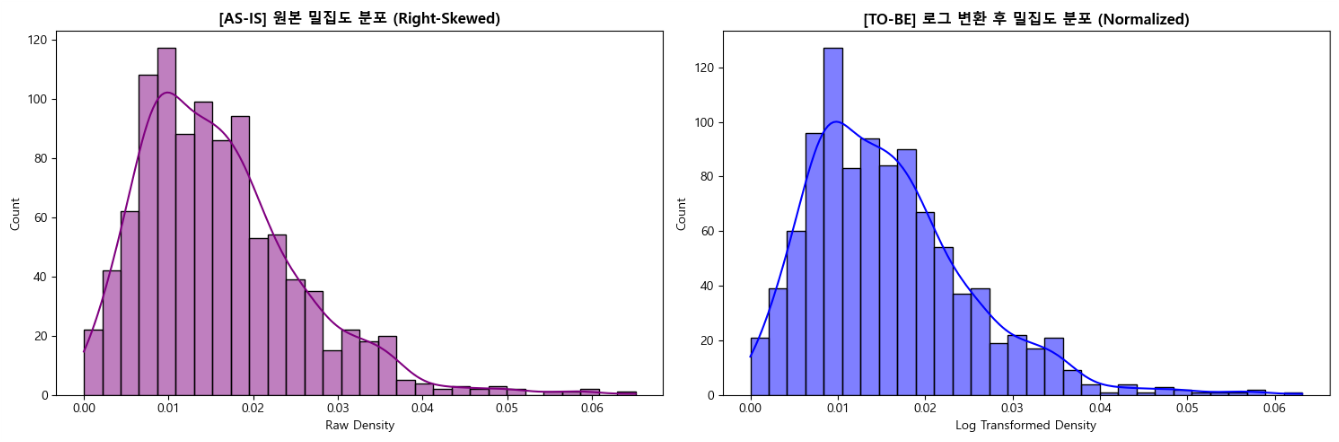 [AS-IS] 원본 밀집도 분포 (Right-Skewed)
120
100
80
60
40
20
0
Count
0.00 0.01 0.02 0.03 0.04 0.05 0.06
Raw Density
[TO-BE] 로그 변환 후 밀집도 분포 (Normalized)
120
100
80
60
40
20
0
Count
0.00 0.01 0.02 0.03 0.04 0.05 0.06
Log Transformed Density